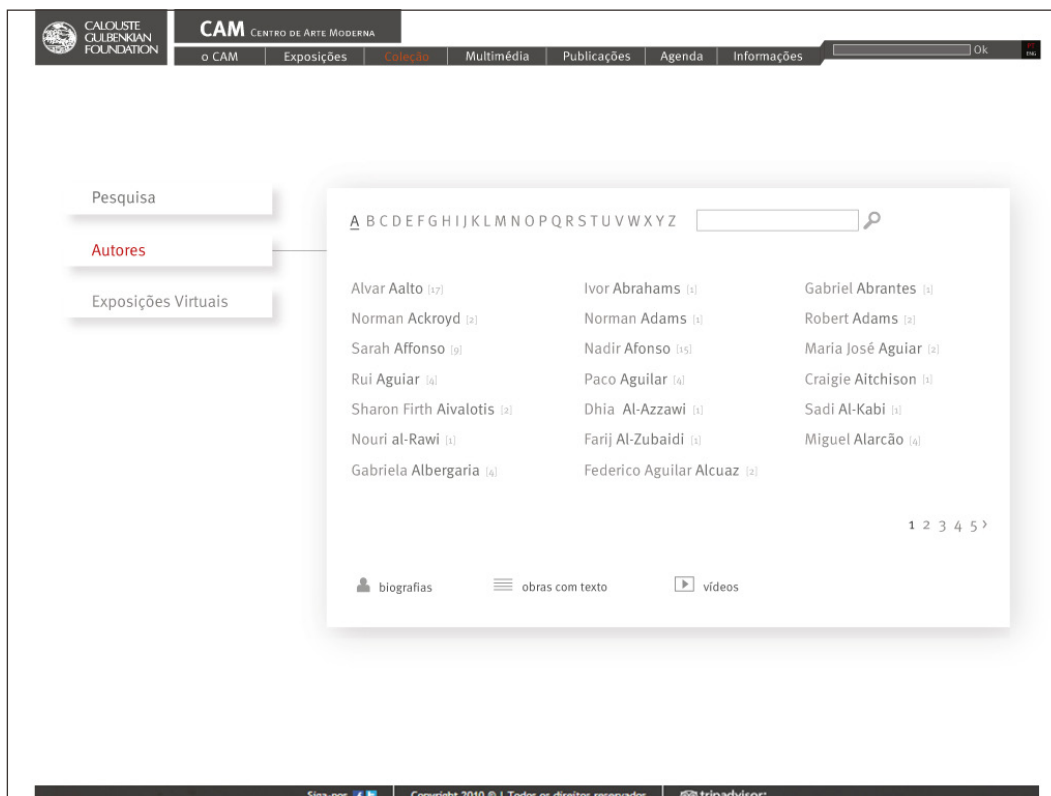 CALOUSTE
GULBENKIAN
FOUNDATION
CAM CENTRO DE ARTE MODERNA
o CAM Exposições Coleção Multimédia Publicações Agenda Informações Ok PT
ENG
Pesquisa
Autores
Exposições Virtuais
A B C D E F G H I J K L M N O P Q R S T U V W X Y Z
Alvar Aalto [17] Ivor Abrahams [1] Gabriel Abrantes [1]
Norman Ackroyd [2] Norman Adams [1] Robert Adams [2]
Sarah Affonso [9] Nadir Afonso [15] Maria José Aguiar [2]
Rui Aguiar [4] Paco Aguilar [4] Craigie Aitchison [1]
Sharon Firth Aivalotis [2] Dhia Al-Azzawi [1] Sadi Al-Kabi [1]
Nouri al-Rawi [1] Farij Al-Zubaidi [1] Miguel Alarcão [4]
Gabriela Albergaria [4] Federico Aguilar Alcuaz [2]
1 2 3 4 5 >
biografias obras com texto vídeos
Siga-nos Copyright 2010 © | Todos os direitos reservados tripadvisor: